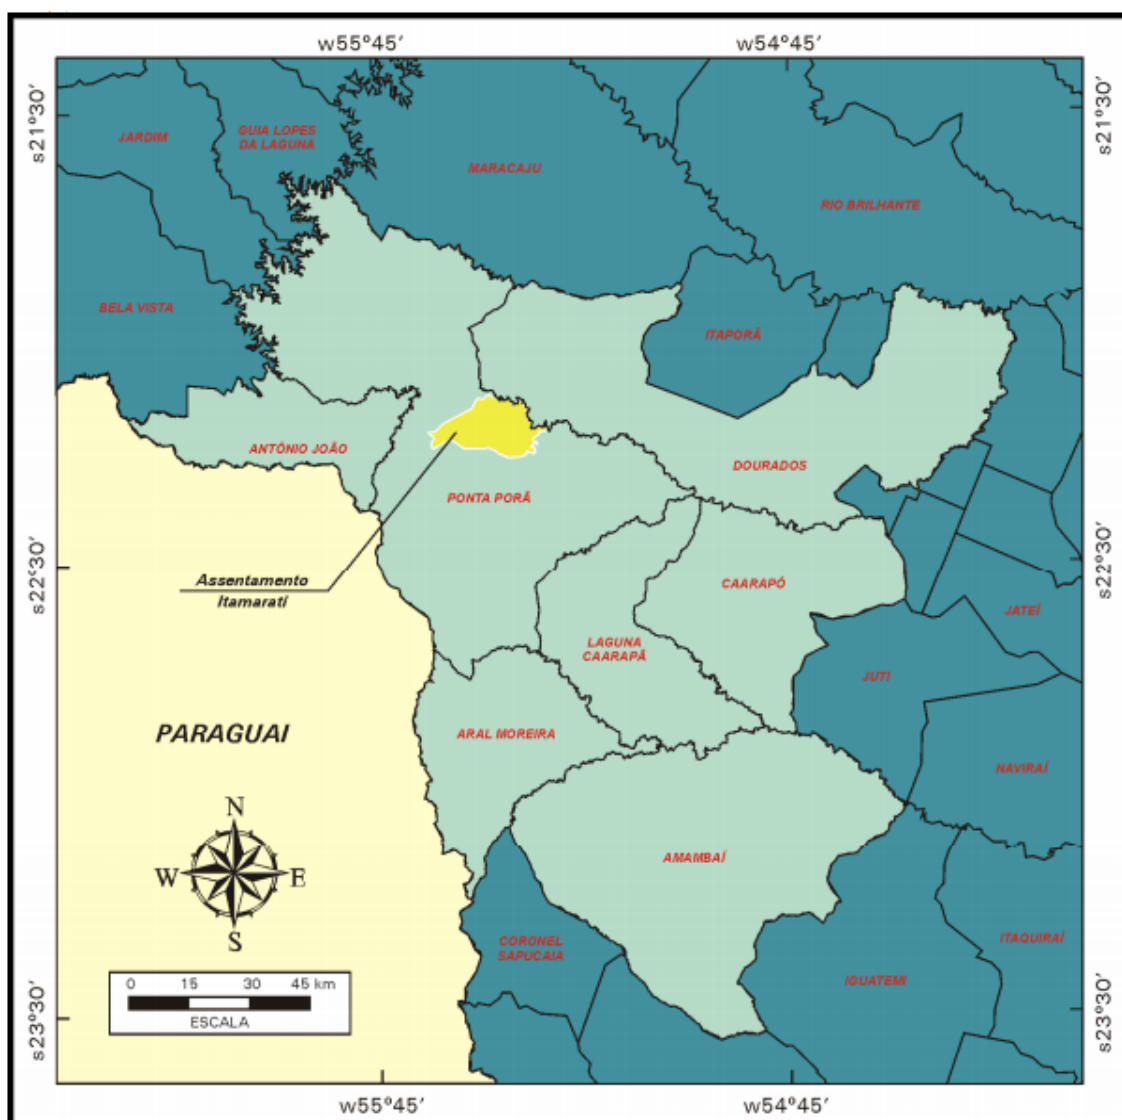 w55º45′
w54º45′
s21º30′
s21º30′
JARDIM
GUIA LOPES
DA LAGUNA
MARACAJU
RIO BRILHANTE
BELA VISTA
ITAPORÃ
ANTÔNIO JOÃO
DOURADOS
PONTA PORÃ
s22º30′
s22º30′
Assentamento
Itamarati
CAARAPÓ
JATEÍ
LAGUNA
CAARAPÃ
JUTI
PARAGUAI
ARAL MOREIRA
NAVIRAÍ
N
W
E
S
AMAMBAÍ
CORONEL
SAPUCAIA
ITAQUIRAÍ
IGUATEMI
0 15 30 45 km
ESCALA
s23º30′
s23º30′
w55º45′
w54º45′